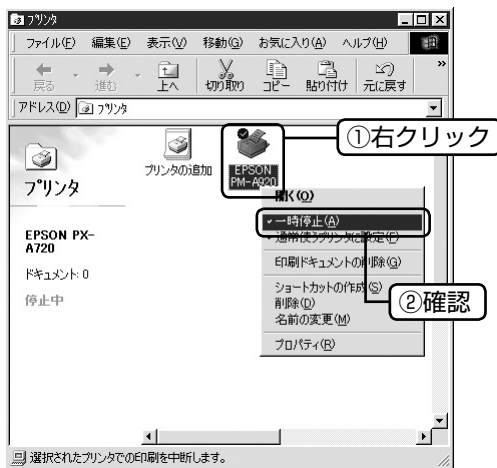 プリンタ
ファイル(F) 編集(E) 表示(V) 移動(G) お気に入り(A) ヘルプ(H)
戻る 進む 上へ 切り取り コピー 貼り付け 元に戻す »
アドレス(D) プリンタ
①右クリック
プリンタ
プリンタの追加
EPSON PM-A920
EPSON PX-
A720
ドキュメント: 0
停止中
開く(O)
一時停止(A)
通常使うプリンタに設定(F)
印刷ドキュメントの削除(G)
ショートカットの作成(S)
削除(D)
名前の変更(M)
プロパティ(R)
②確認
選択されたプリンタでの印刷を中断します。